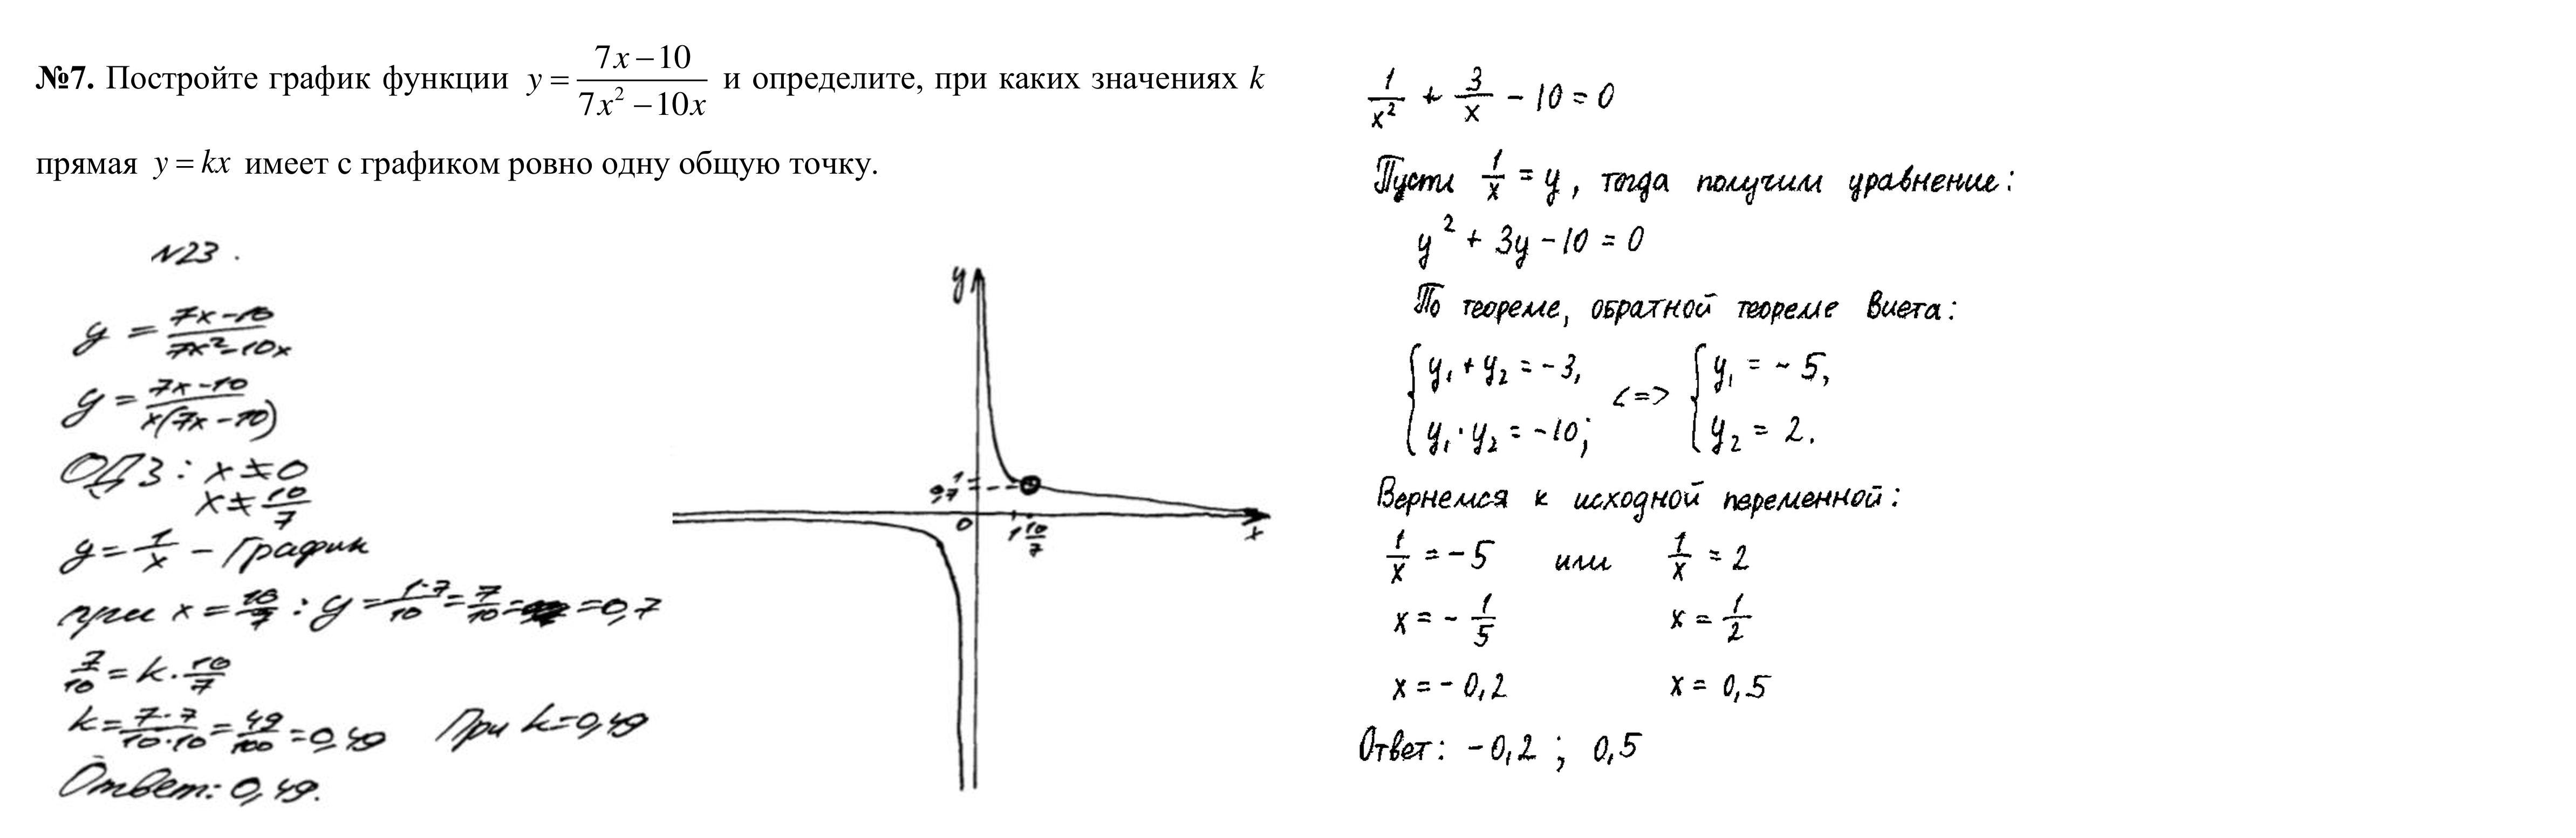 №7. Постройте график функции y = (7x − 10)/(7x² − 10x) и определите, при каких значениях k
прямая y = kx имеет с графиком ровно одну общую точку.
N23.
y = (7x−10)/(7x²−10x)
y = (7x−10)/(x(7x−10))
ОДЗ: x ≠ 0
x ≠ 10/7
y = 1/x − График
при x = 10/7 : y = 1·7/10 = 7/10 = = 0,7
7/10 = k · 10/7
k = 7·7/10·10 = 49/100 = 0,49 При k = 0,49
Ответ: 0,49.
y
1
0,7
0
1
10/7
x
1/x² + 3/x − 10 = 0
Пусть 1/x = y, тогда получим уравнение:
y² + 3y − 10 = 0
По теореме, обратной теореме Виета:
{ y₁ + y₂ = −3, <=> { y₁ = −5,
y₁ · y₂ = −10; y₂ = 2.
Вернемся к исходной переменной:
1/x = −5 или 1/x = 2
x = − 1/5 x = 1/2
x = − 0,2 x = 0,5
Ответ: −0,2 ; 0,5